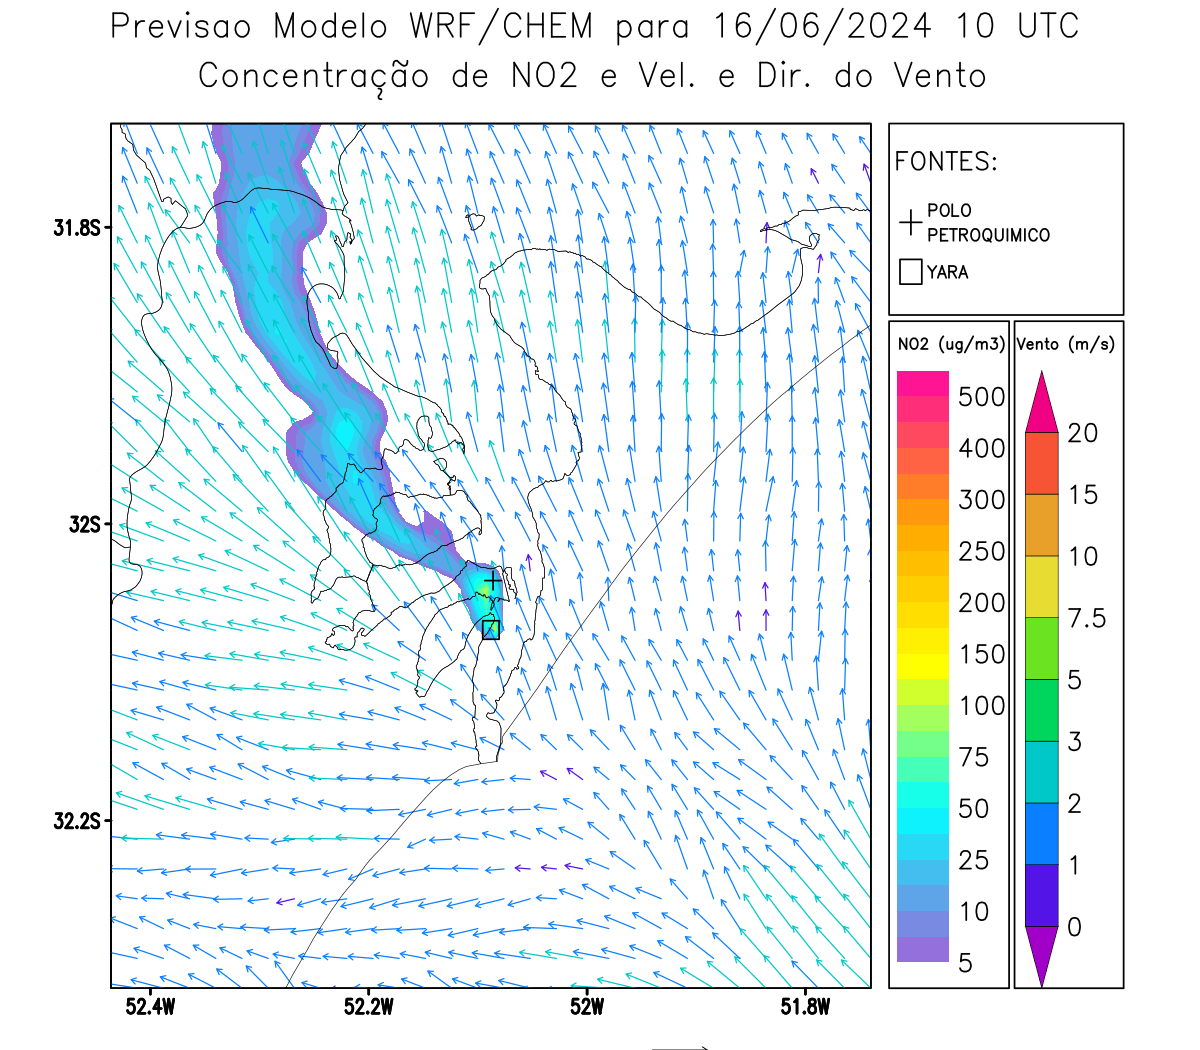 Previsao Modelo WRF/CHEM para 16/06/2024 10 UTC
Concentração de NO2 e Vel. e Dir. do Vento
FONTES:
POLO
PETROQUIMICO
YARA
NO2 (ug/m3)
500
400
300
250
200
150
100
75
50
25
10
5
Vento (m/s)
20
15
10
7.5
5
3
2
1
0
31.8S
32S
32.2S
52.4W
52.2W
52W
51.8W